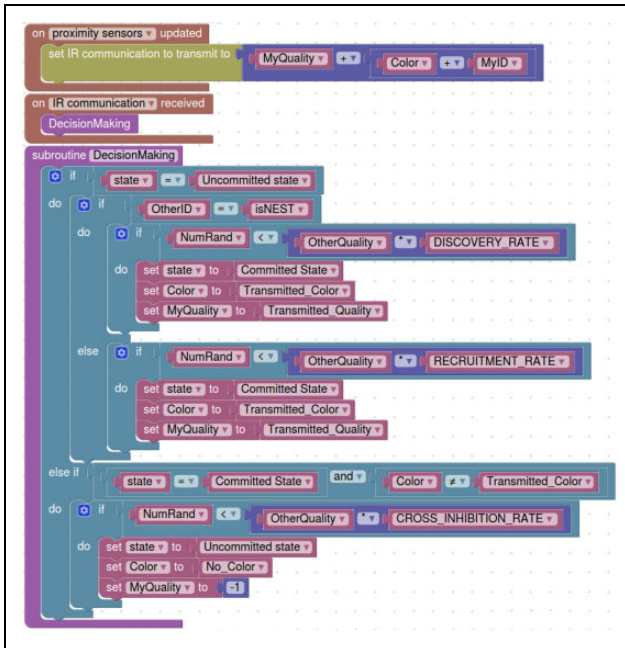 on proximity sensors ▼ updated
set IR communication to transmit to MyQuality ▼ + ▼ Color ▼ + ▼ MyID ▼
on IR communication ▼ received
DecisionMaking
subroutine DecisionMaking
if state ▼ = ▼ Uncommitted state ▼
do if OtherID ▼ = ▼ isNEST ▼
do if NumRand ▼ < ▼ OtherQuality ▼ * ▼ DISCOVERY_RATE ▼
do set state ▼ to Committed State ▼
set Color ▼ to Transmitted_Color ▼
set MyQuality ▼ to Transmitted_Quality ▼
else if NumRand ▼ < ▼ OtherQuality ▼ * ▼ RECRUITMENT_RATE ▼
do set state ▼ to Committed State ▼
set Color ▼ to Transmitted_Color ▼
set MyQuality ▼ to Transmitted_Quality ▼
else if state ▼ = ▼ Committed State ▼ and ▼ Color ▼ ≠ ▼ Transmitted_Color ▼
do if NumRand ▼ < ▼ OtherQuality ▼ * ▼ CROSS_INHIBITION_RATE ▼
do set state ▼ to Uncommitted state ▼
set Color ▼ to No_Color ▼
set MyQuality ▼ to -1